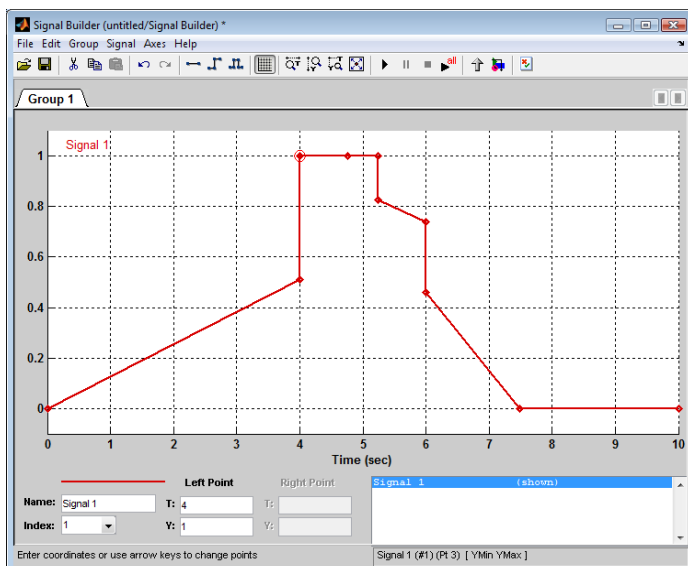 Signal Builder (untitled/Signal Builder) *
File Edit Group Signal Axes Help
all
Group 1
Signal 1
1
0.8
0.6
0.4
0.2
0
0 1 2 3 4 5 6 7 8 9 10
Time (sec)
Left Point Right Point
Name: Signal 1 T: 4 T:
Index: 1 Y: 1 Y:
Signal 1 (shown)
Enter coordinates or use arrow keys to change points
Signal 1 (#1) (Pt 3) [ YMin YMax ]